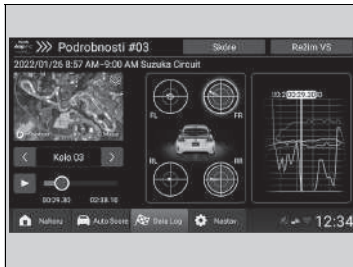 Podrobnosti #03
Skóre
Režim VS
2022/01/26 8:57 AM–9:00 AM Suzuka Circuit
FL
FR
RL
RR
Kolo 03
00:29.30
02:38.10
Nahoru
Auto Score
Data Log
Nastav.
12:34